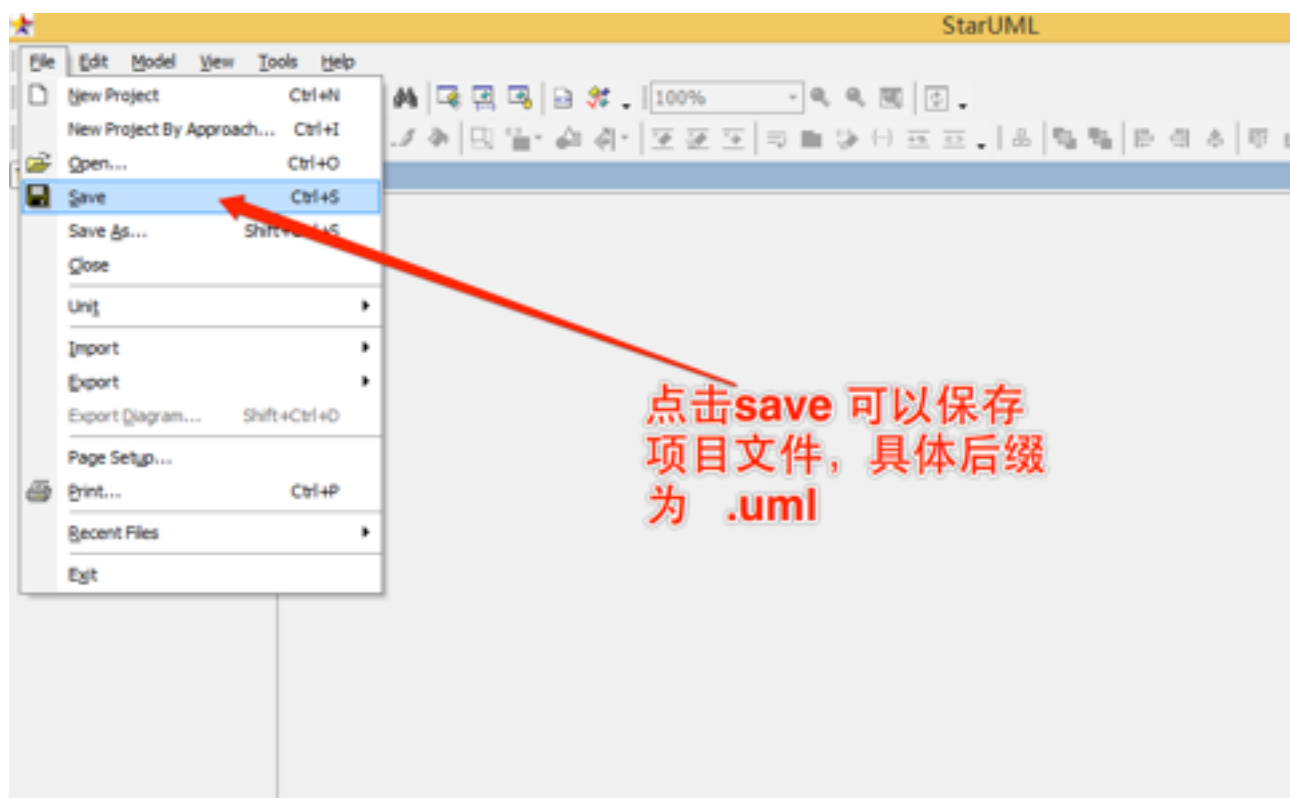 StarUML
File Edit Model View Tools Help
New Project Ctrl+N
100%
New Project By Approach... Ctrl+I
Open... Ctrl+O
Save Ctrl+S
Save As... Shift+Ctrl+S
Close
Unit
Import
Export
Export Diagram... Shift+Ctrl+D
Page Setup...
Print... Ctrl+P
Recent Files
Exit
点击save 可以保存
项目文件，具体后缀
为 .uml